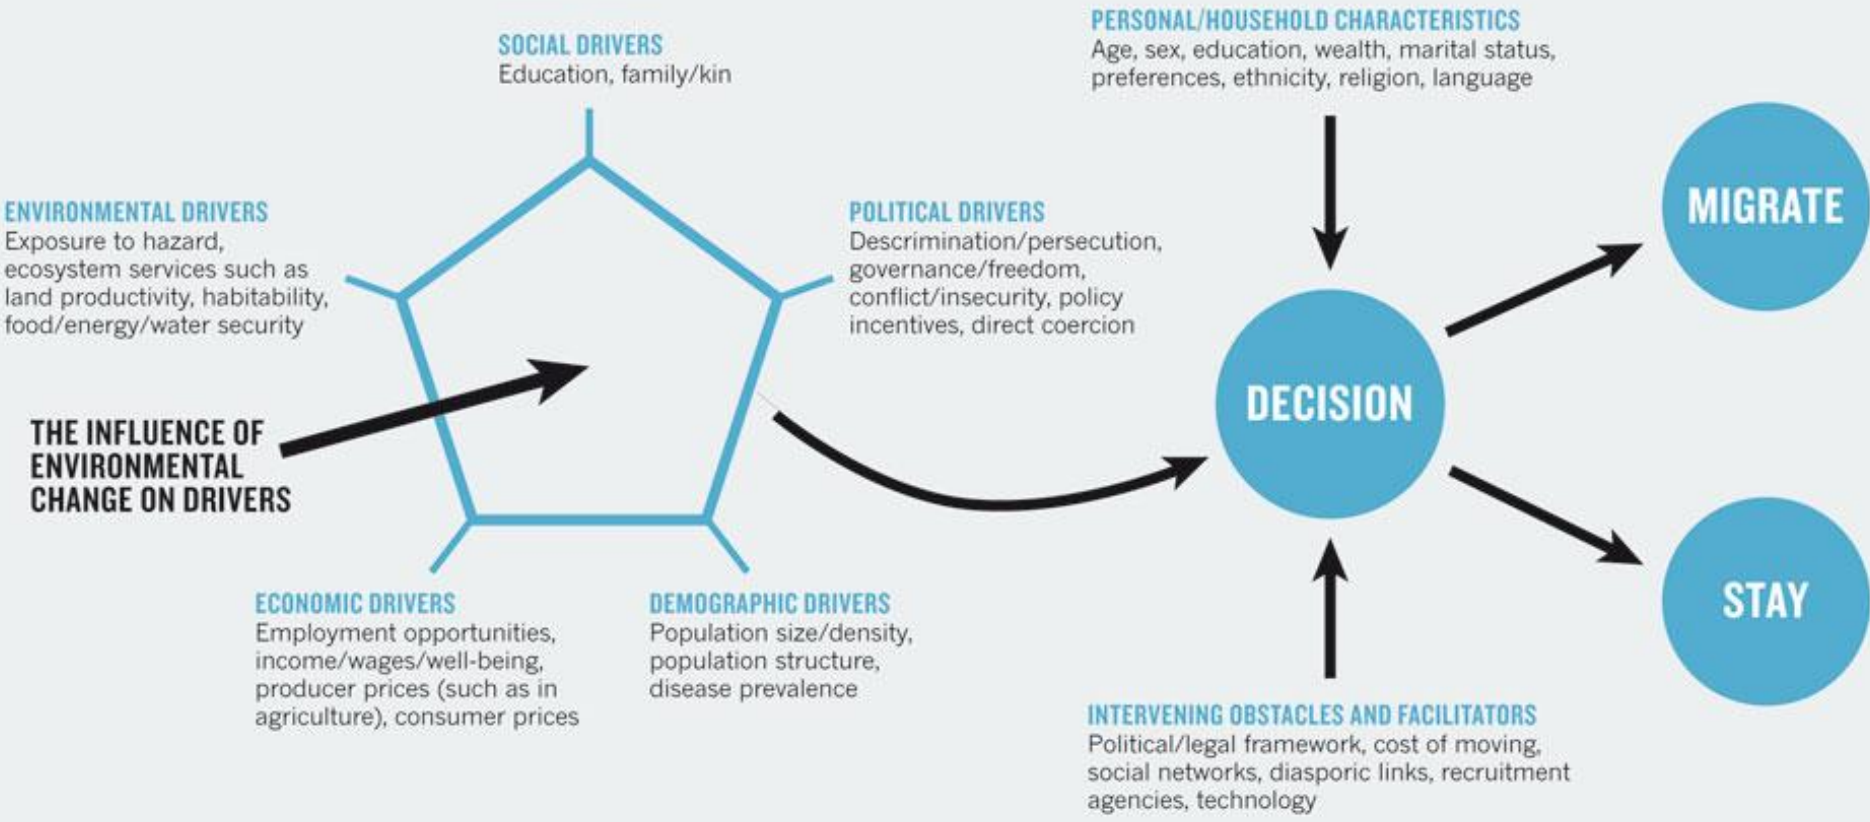 SOCIAL DRIVERS
Education, family/kin
ENVIRONMENTAL DRIVERS
Exposure to hazard,
ecosystem services such as
land productivity, habitability,
food/energy/water security
POLITICAL DRIVERS
Descrimination/persecution,
governance/freedom,
conflict/insecurity, policy
incentives, direct coercion
THE INFLUENCE OF
ENVIRONMENTAL
CHANGE ON DRIVERS
ECONOMIC DRIVERS
Employment opportunities,
income/wages/well-being,
producer prices (such as in
agriculture), consumer prices
DEMOGRAPHIC DRIVERS
Population size/density,
population structure,
disease prevalence
PERSONAL/HOUSEHOLD CHARACTERISTICS
Age, sex, education, wealth, marital status,
preferences, ethnicity, religion, language
DECISION
INTERVENING OBSTACLES AND FACILITATORS
Political/legal framework, cost of moving,
social networks, diasporic links, recruitment
agencies, technology
MIGRATE
STAY